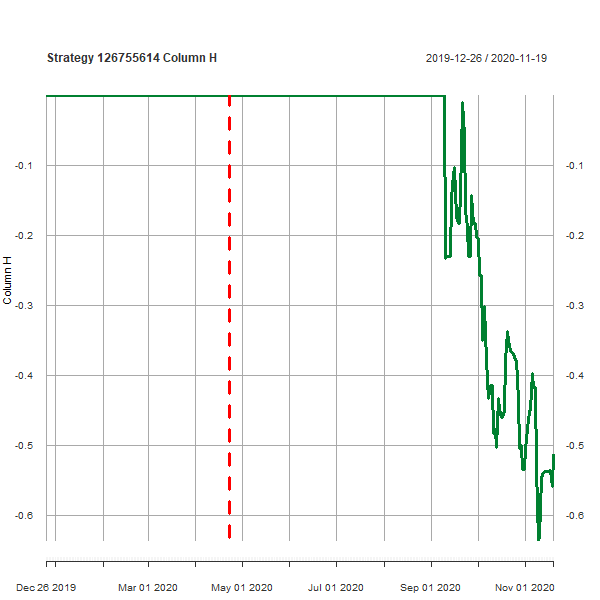 Strategy 126755614 Column H
2019-12-26 / 2020-11-19
-0.1
-0.1
-0.2
-0.2
Column H
-0.3
-0.3
-0.4
-0.4
-0.5
-0.5
-0.6
-0.6
Dec 26 2019
Mar 01 2020
May 01 2020
Jul 01 2020
Sep 01 2020
Nov 01 2020